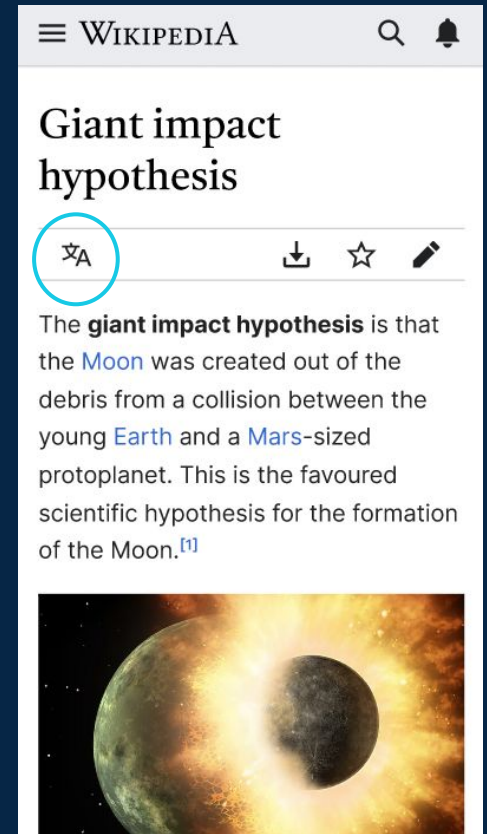 WIKIPEDIA
Giant impact
hypothesis
文A
The giant impact hypothesis is that
the Moon was created out of the
debris from a collision between the
young Earth and a Mars-sized
protoplanet. This is the favoured
scientific hypothesis for the formation
of the Moon.[1]